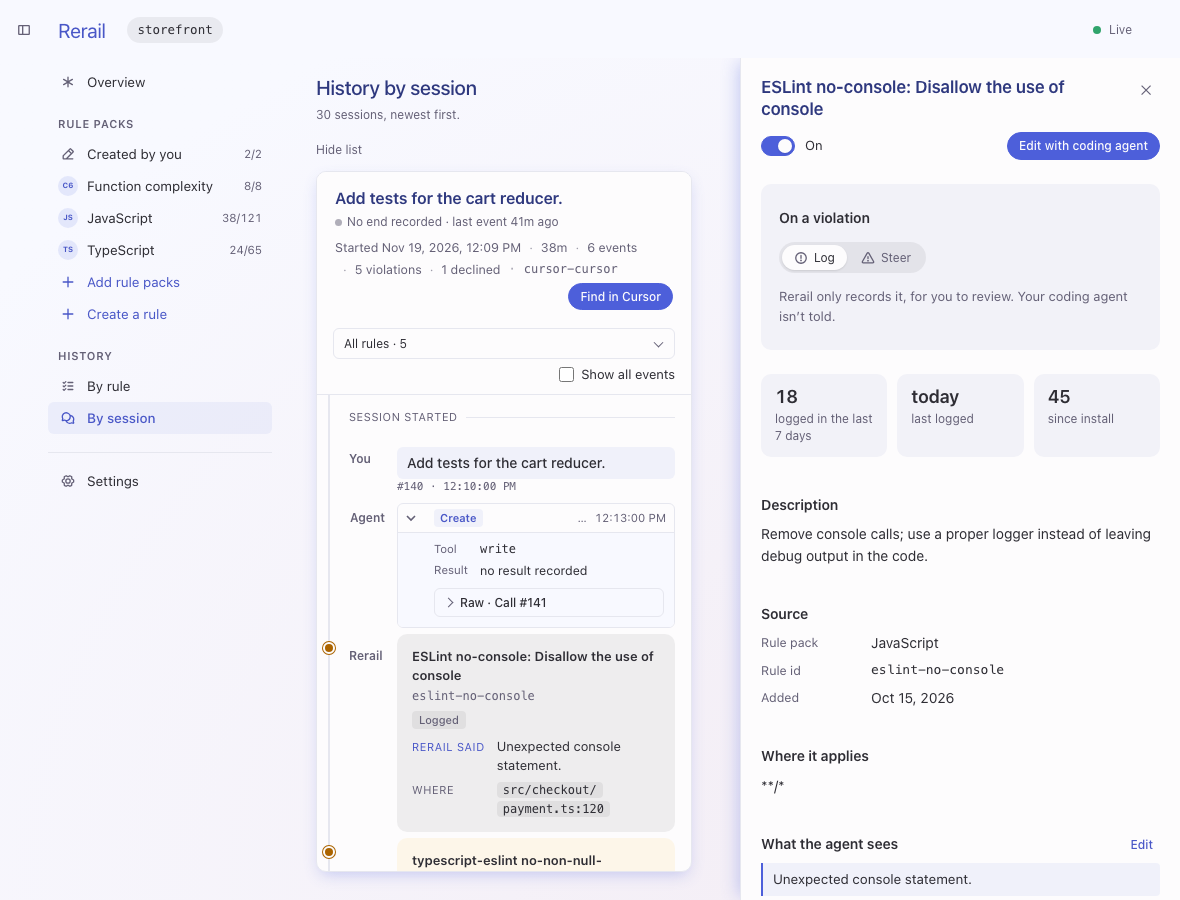 Rerail
storefront
Live
Overview
RULE PACKS
Created by you 2/2
C6 Function complexity 8/8
JS JavaScript 38/121
TS TypeScript 24/65
Add rule packs
Create a rule
HISTORY
By rule
By session
Settings
History by session
30 sessions, newest first.
Hide list
Add tests for the cart reducer.
No end recorded · last event 41m ago
Started Nov 19, 2026, 12:09 PM · 38m · 6 events
· 5 violations · 1 declined · cursor-cursor
Find in Cursor
All rules · 5
Show all events
SESSION STARTED
You
Add tests for the cart reducer.
#140 · 12:10:00 PM
Agent
Create ... 12:13:00 PM
Tool write
Result no result recorded
Raw · Call #141
Rerail
ESLint no-console: Disallow the use of
console
eslint-no-console
Logged
RERAIL SAID Unexpected console
statement.
WHERE src/checkout/
payment.ts:120
typescript-eslint no-non-null-
ESLint no-console: Disallow the use of
console
On
Edit with coding agent
On a violation
Log Steer
Rerail only records it, for you to review. Your coding agent
isn’t told.
18
logged in the last
7 days
today
last logged
45
since install
Description
Remove console calls; use a proper logger instead of leaving
debug output in the code.
Source
Rule pack JavaScript
Rule id eslint-no-console
Added Oct 15, 2026
Where it applies
**/*
What the agent sees Edit
Unexpected console statement.